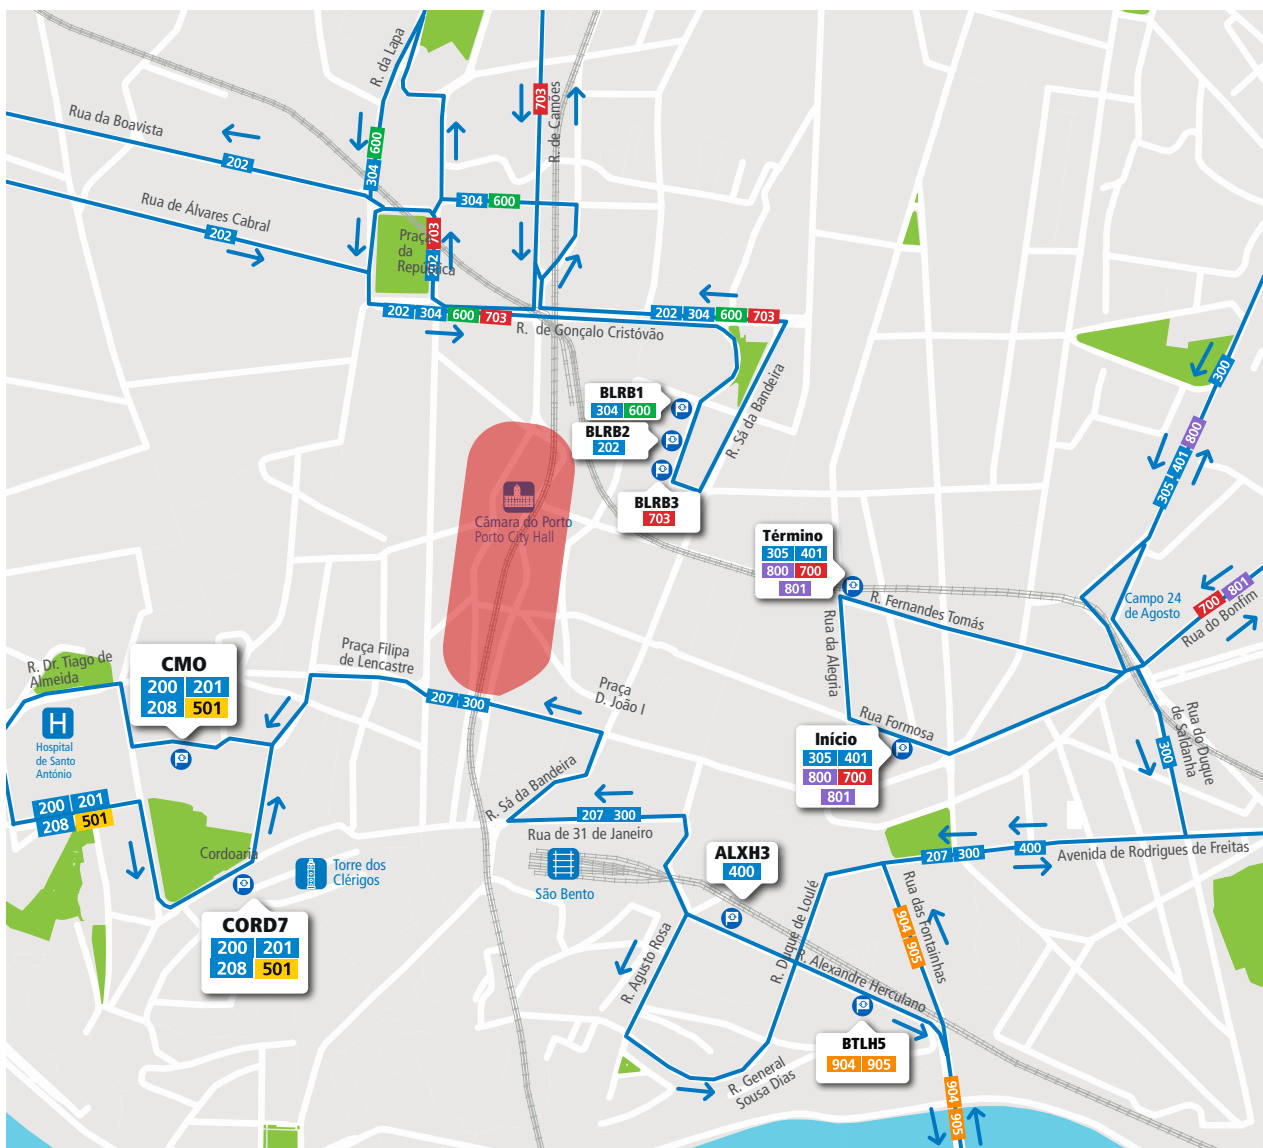 R. da Lapa
Rua da Boavista
202
304 600
703
R. de Camões
Rua de Álvares Cabral
202
304 600
Praça
da
República
202 703
202 304 600 703
R. de Gonçalo Cristóvão
202 304 600 703
BLRB1
304 600
BLRB2
202
BLRB3
703
R. Sá da Bandeira
300
305 401 800
Câmara do Porto
Porto City Hall
Término
305 401
800 700
801
R. Fernandes Tomás
Rua da Alegria
Campo 24
de Agosto
700 801
Rua do Bonfim
R. Dr. Tiago de
Almeida
CMO
200 201
208 501
Praça Filipa
de Lencastre
207 300
Praça
D. João I
Rua Formosa
Início
305 401
800 700
801
Rua do Duque
de Saldanha
300
H
Hospital
de Santo
António
200 201
208 501
R. Sá da Bandeira
207 300
Rua de 31 de Janeiro
Cordoaria
Torre dos
Clérigos
São Bento
ALXH3
400
207 300
400
Avenida de Rodrigues de Freitas
CORD7
200 201
208 501
R. Agusto Rosa
R. Duque de Loulé
R. Alexandre Herculano
Rua das Fontainhas
904 905
BTLH5
904 905
R. General
Sousa Dias
904 905